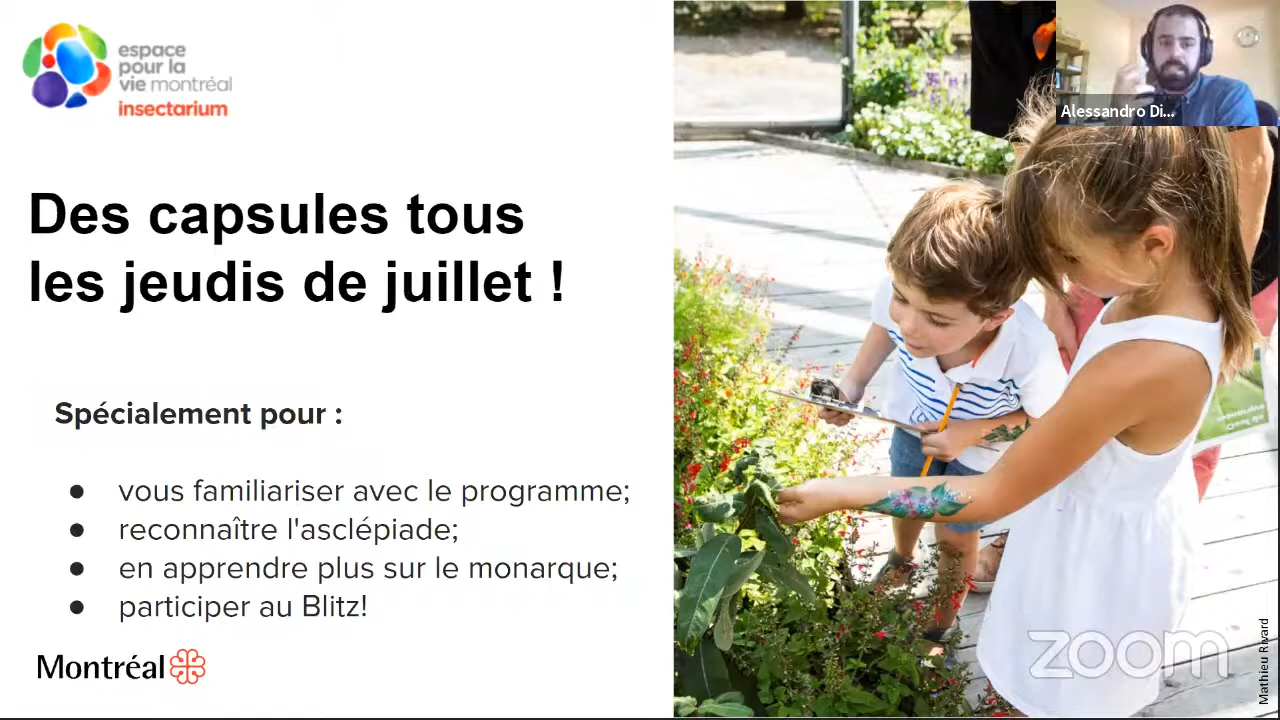 espace
pour la
vie montréal
insectarium
Des capsules tous
les jeudis de juillet !
Spécialement pour :
● vous familiariser avec le programme;
● reconnaître l'asclépiade;
● en apprendre plus sur le monarque;
● participer au Blitz!
Montréal
Alessandro Di...
zoom
Mathieu Rivard